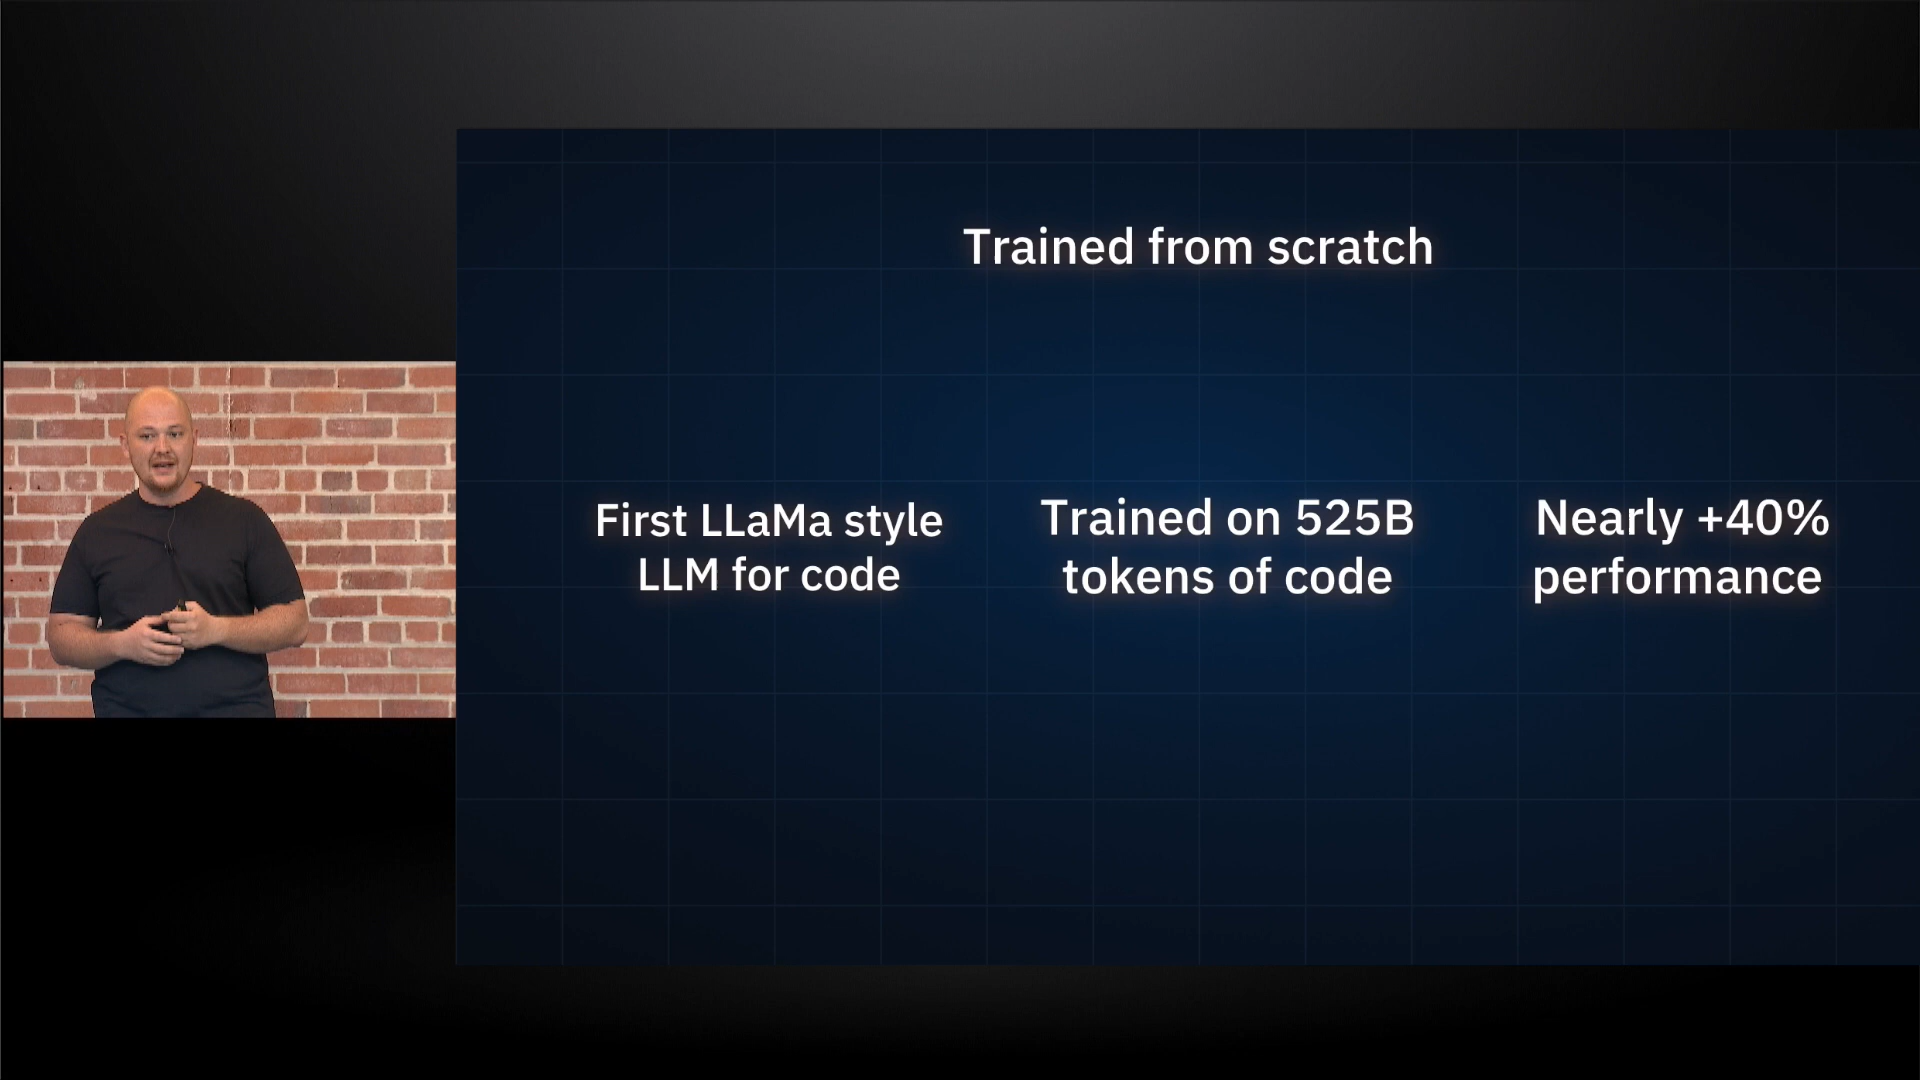 Trained from scratch
First LLaMa style
LLM for code
Trained on 525B
tokens of code
Nearly +40%
performance